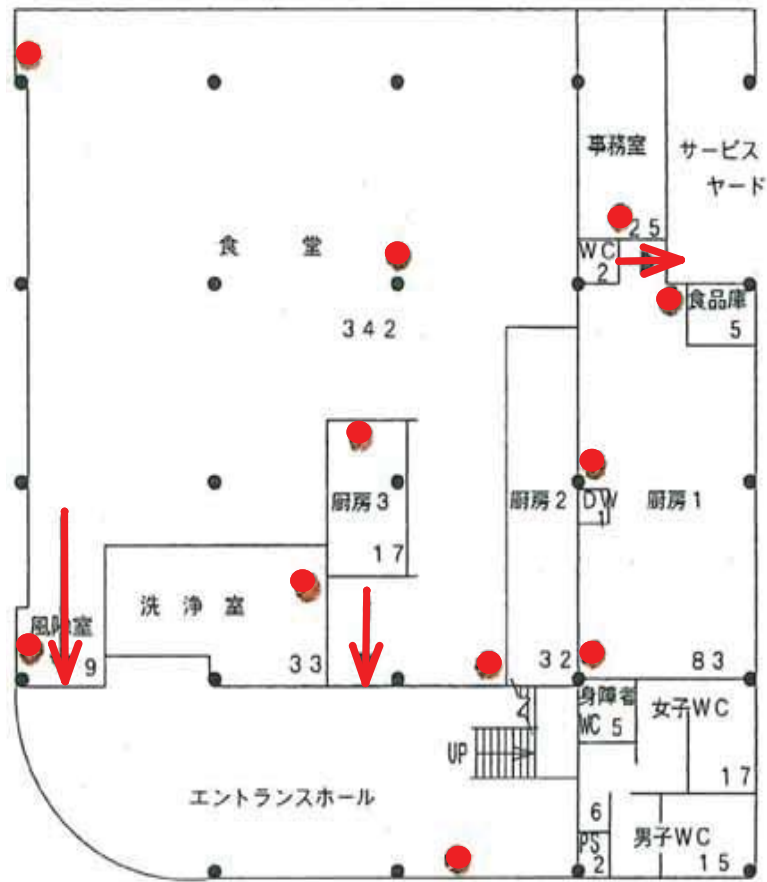 事務室
サービス
ヤード
25
食 堂
WC
2
食品庫
5
342
厨房3
17
厨房2
DW
1
厨房1
洗 浄 室
風除室
9
33
32
83
身障者
WC 5
女子WC
17
UP
エントランスホール
6
PS
2
男子WC
15